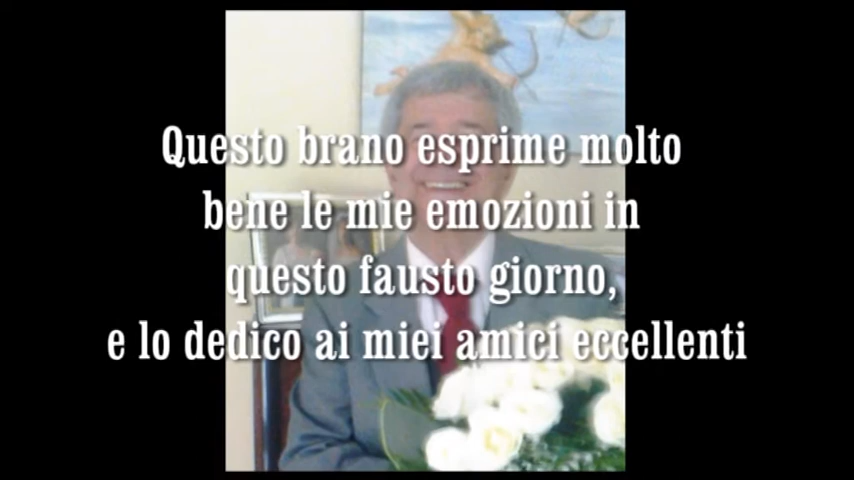 Questo brano esprime molto
bene le mie emozioni in
questo fausto giorno,
e lo dedico ai miei amici eccellenti